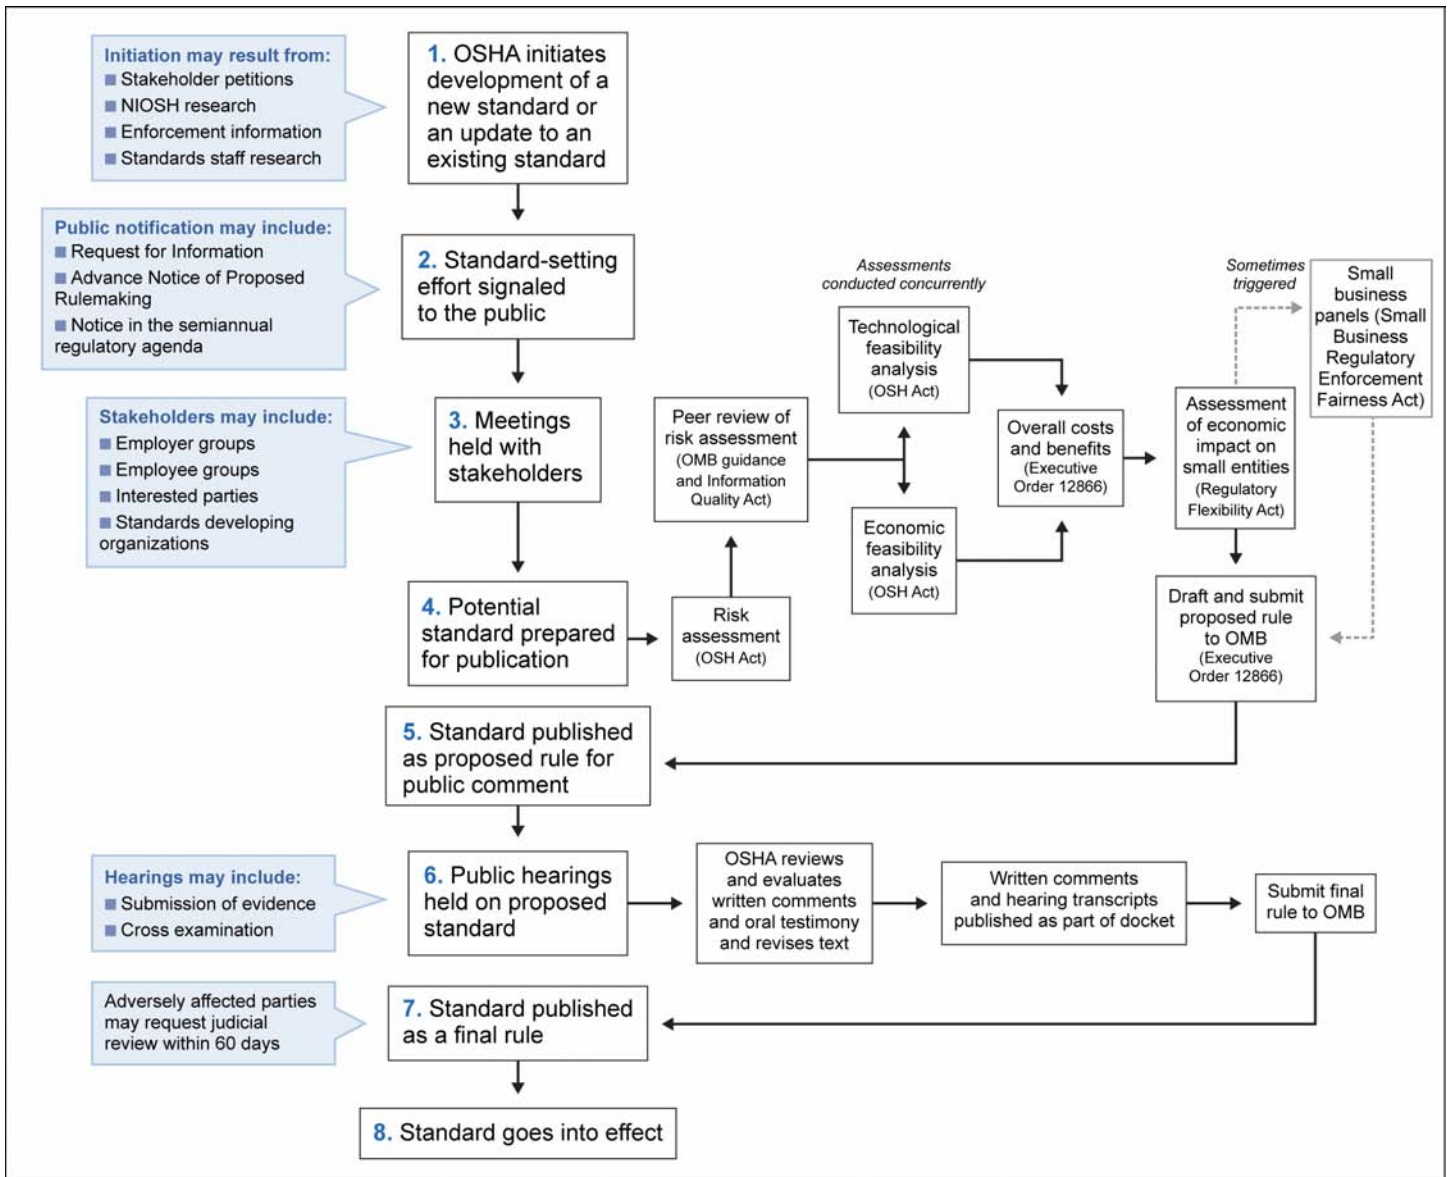 Initiation may result from:
■ Stakeholder petitions
■ NIOSH research
■ Enforcement information
■ Standards staff research
1. OSHA initiates
development of a
new standard or
an update to an
existing standard
Public notification may include:
■ Request for Information
■ Advance Notice of Proposed
Rulemaking
■ Notice in the semiannual
regulatory agenda
2. Standard-setting
effort signaled
to the public
Stakeholders may include:
■ Employer groups
■ Employee groups
■ Interested parties
■ Standards developing
organizations
3. Meetings
held with
stakeholders
4. Potential
standard prepared
for publication
Risk
assessment
(OSH Act)
Peer review of
risk assessment
(OMB guidance
and Information
Quality Act)
Assessments
conducted concurrently
Technological
feasibility
analysis
(OSH Act)
Economic
feasibility
analysis
(OSH Act)
Overall costs
and benefits
(Executive
Order 12866)
Assessment
of economic
impact on
small entities
(Regulatory
Flexibility Act)
Sometimes
triggered
Small
business
panels (Small
Business
Regulatory
Enforcement
Fairness Act)
Draft and submit
proposed rule
to OMB
(Executive
Order 12866)
5. Standard published
as proposed rule for
public comment
Hearings may include:
■ Submission of evidence
■ Cross examination
6. Public hearings
held on proposed
standard
OSHA reviews
and evaluates
written comments
and oral testimony
and revises text
Written comments
and hearing transcripts
published as part of docket
Submit final
rule to OMB
Adversely affected parties
may request judicial
review within 60 days
7. Standard published
as a final rule
8. Standard goes into effect